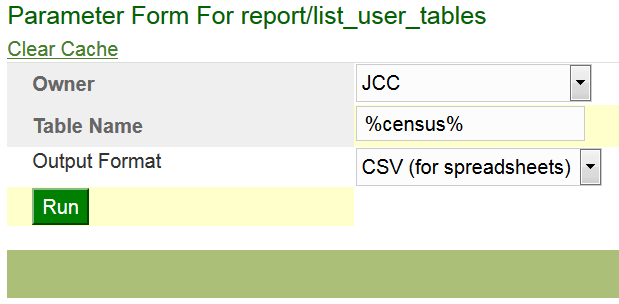 Parameter Form For report/list_user_tables
Clear Cache
Owner JCC
Table Name %census%
Output Format CSV (for spreadsheets)
Run